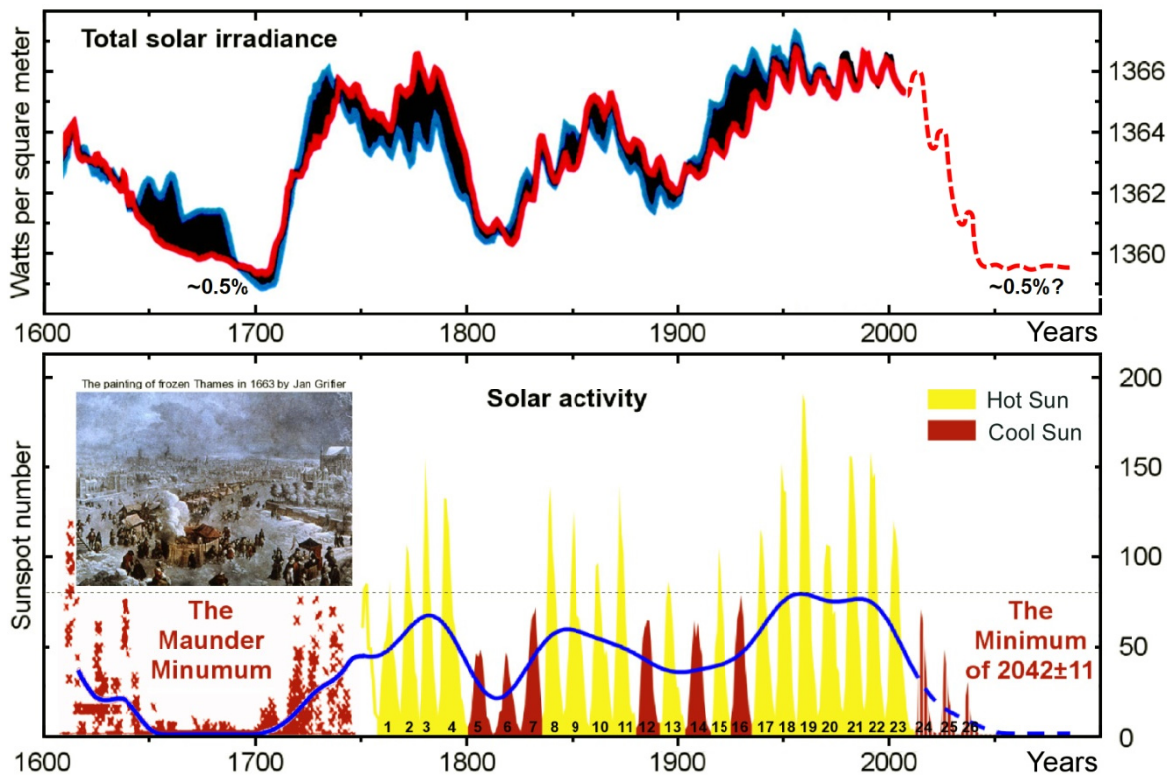 Total solar irradiance
Watts per square meter
1366
1364
1362
1360
~0.5%
~0.5%?
1600
1700
1800
1900
2000
Years
The painting of frozen Thames in 1663 by Jan Grifier
Solar activity
Hot Sun
Cool Sun
Sunspot number
200
150
100
50
0
The
Maunder
Minumum
The
Minimum
of 2042±11
1 2 3 4 5 6 7 8 9 10 11 12 13 14 15 16 17 18 19 20 21 22 23 24 25 26
1600
1700
1800
1900
2000
Years